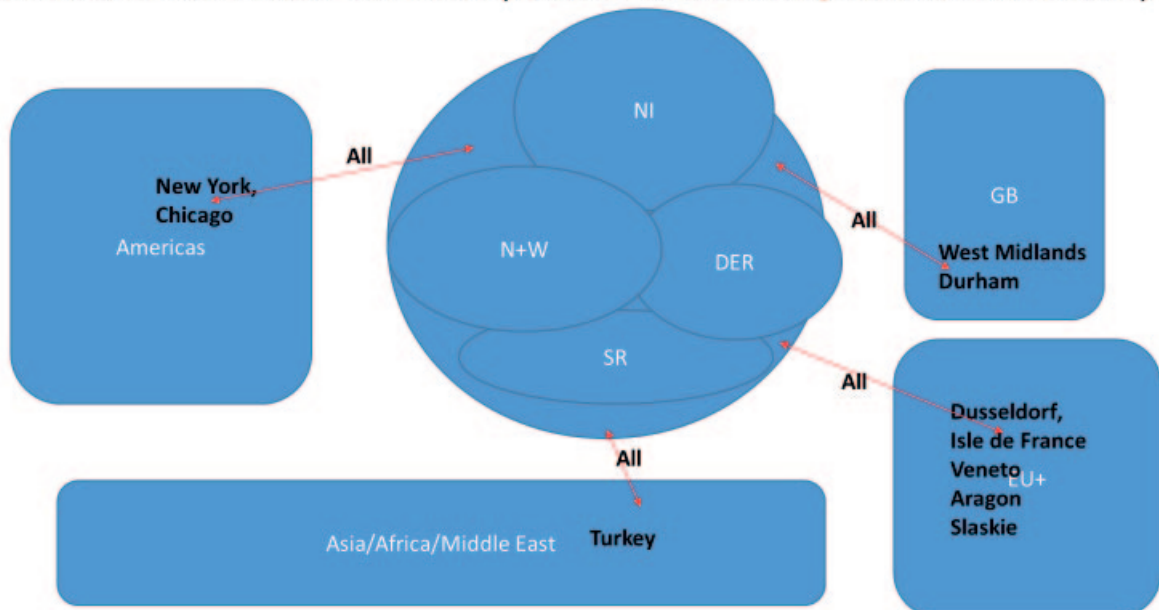 NI
All
New York,
Chicago
Americas
N+W
DER
SR
All
GB
West Midlands
Durham
All
Dusseldorf,
Isle de France
Veneto
EU+
Aragon
Slaskie
All
Asia/Africa/Middle East
Turkey